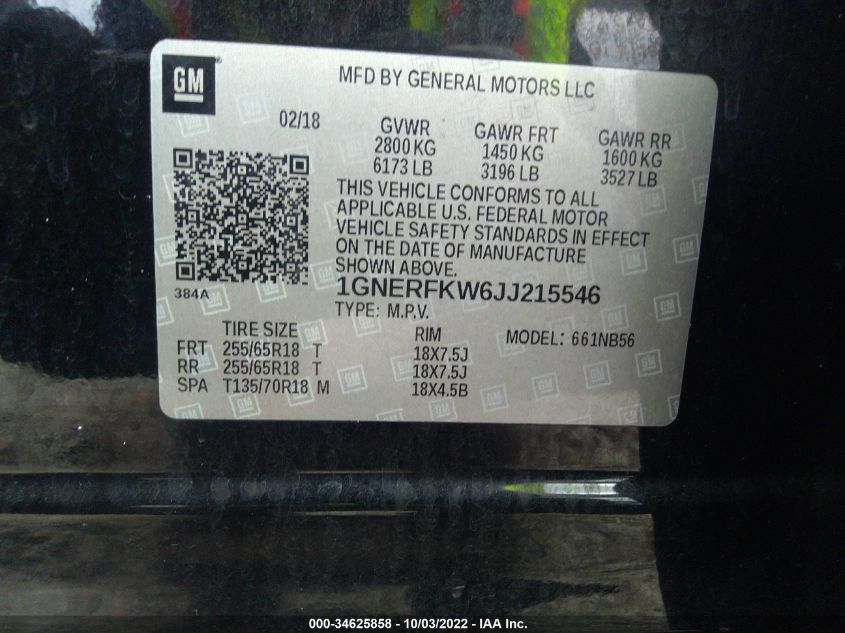 GM
MFD BY GENERAL MOTORS LLC
02/18
GVWR
2800 KG
6173 LB
GAWR FRT
1450 KG
3196 LB
GAWR RR
1600 KG
3527 LB
THIS VEHICLE CONFORMS TO ALL
APPLICABLE U.S. FEDERAL MOTOR
VEHICLE SAFETY STANDARDS IN EFFECT
ON THE DATE OF MANUFACTURE
SHOWN ABOVE.
384A
1GNERFKW6JJ215546
TYPE: M.P.V.
TIRE SIZE RIM MODEL: 661NB56
FRT 255/65R18 T 18X7.5J
RR 255/65R18 T 18X7.5J
SPA T135/70R18 M 18X4.5B
000-34625858 - 10/03/2022 - IAA Inc.